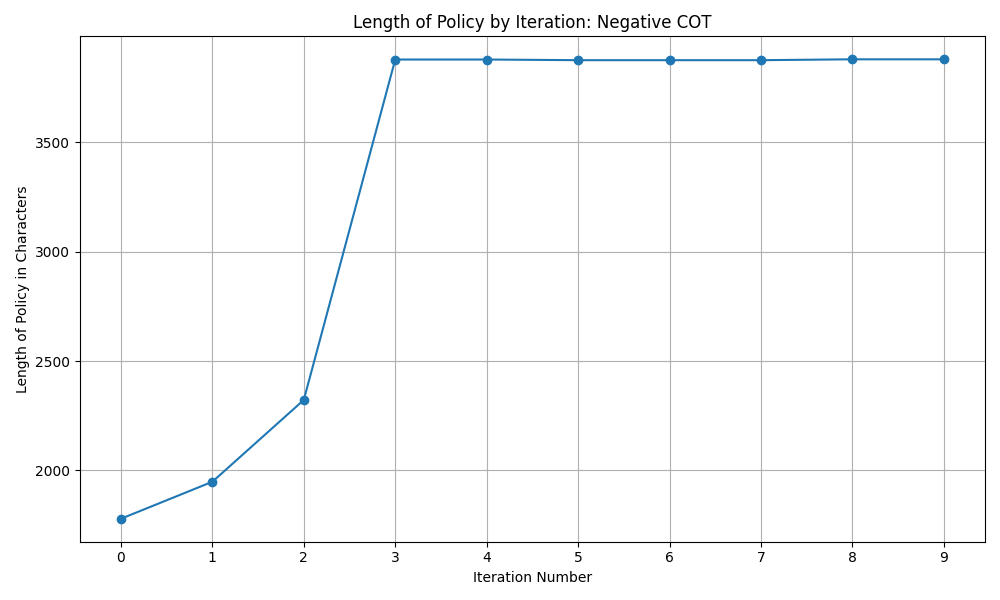 Length of Policy by Iteration: Negative COT
Length of Policy in Characters
3500
3000
2500
2000
0 1 2 3 4 5 6 7 8 9
Iteration Number